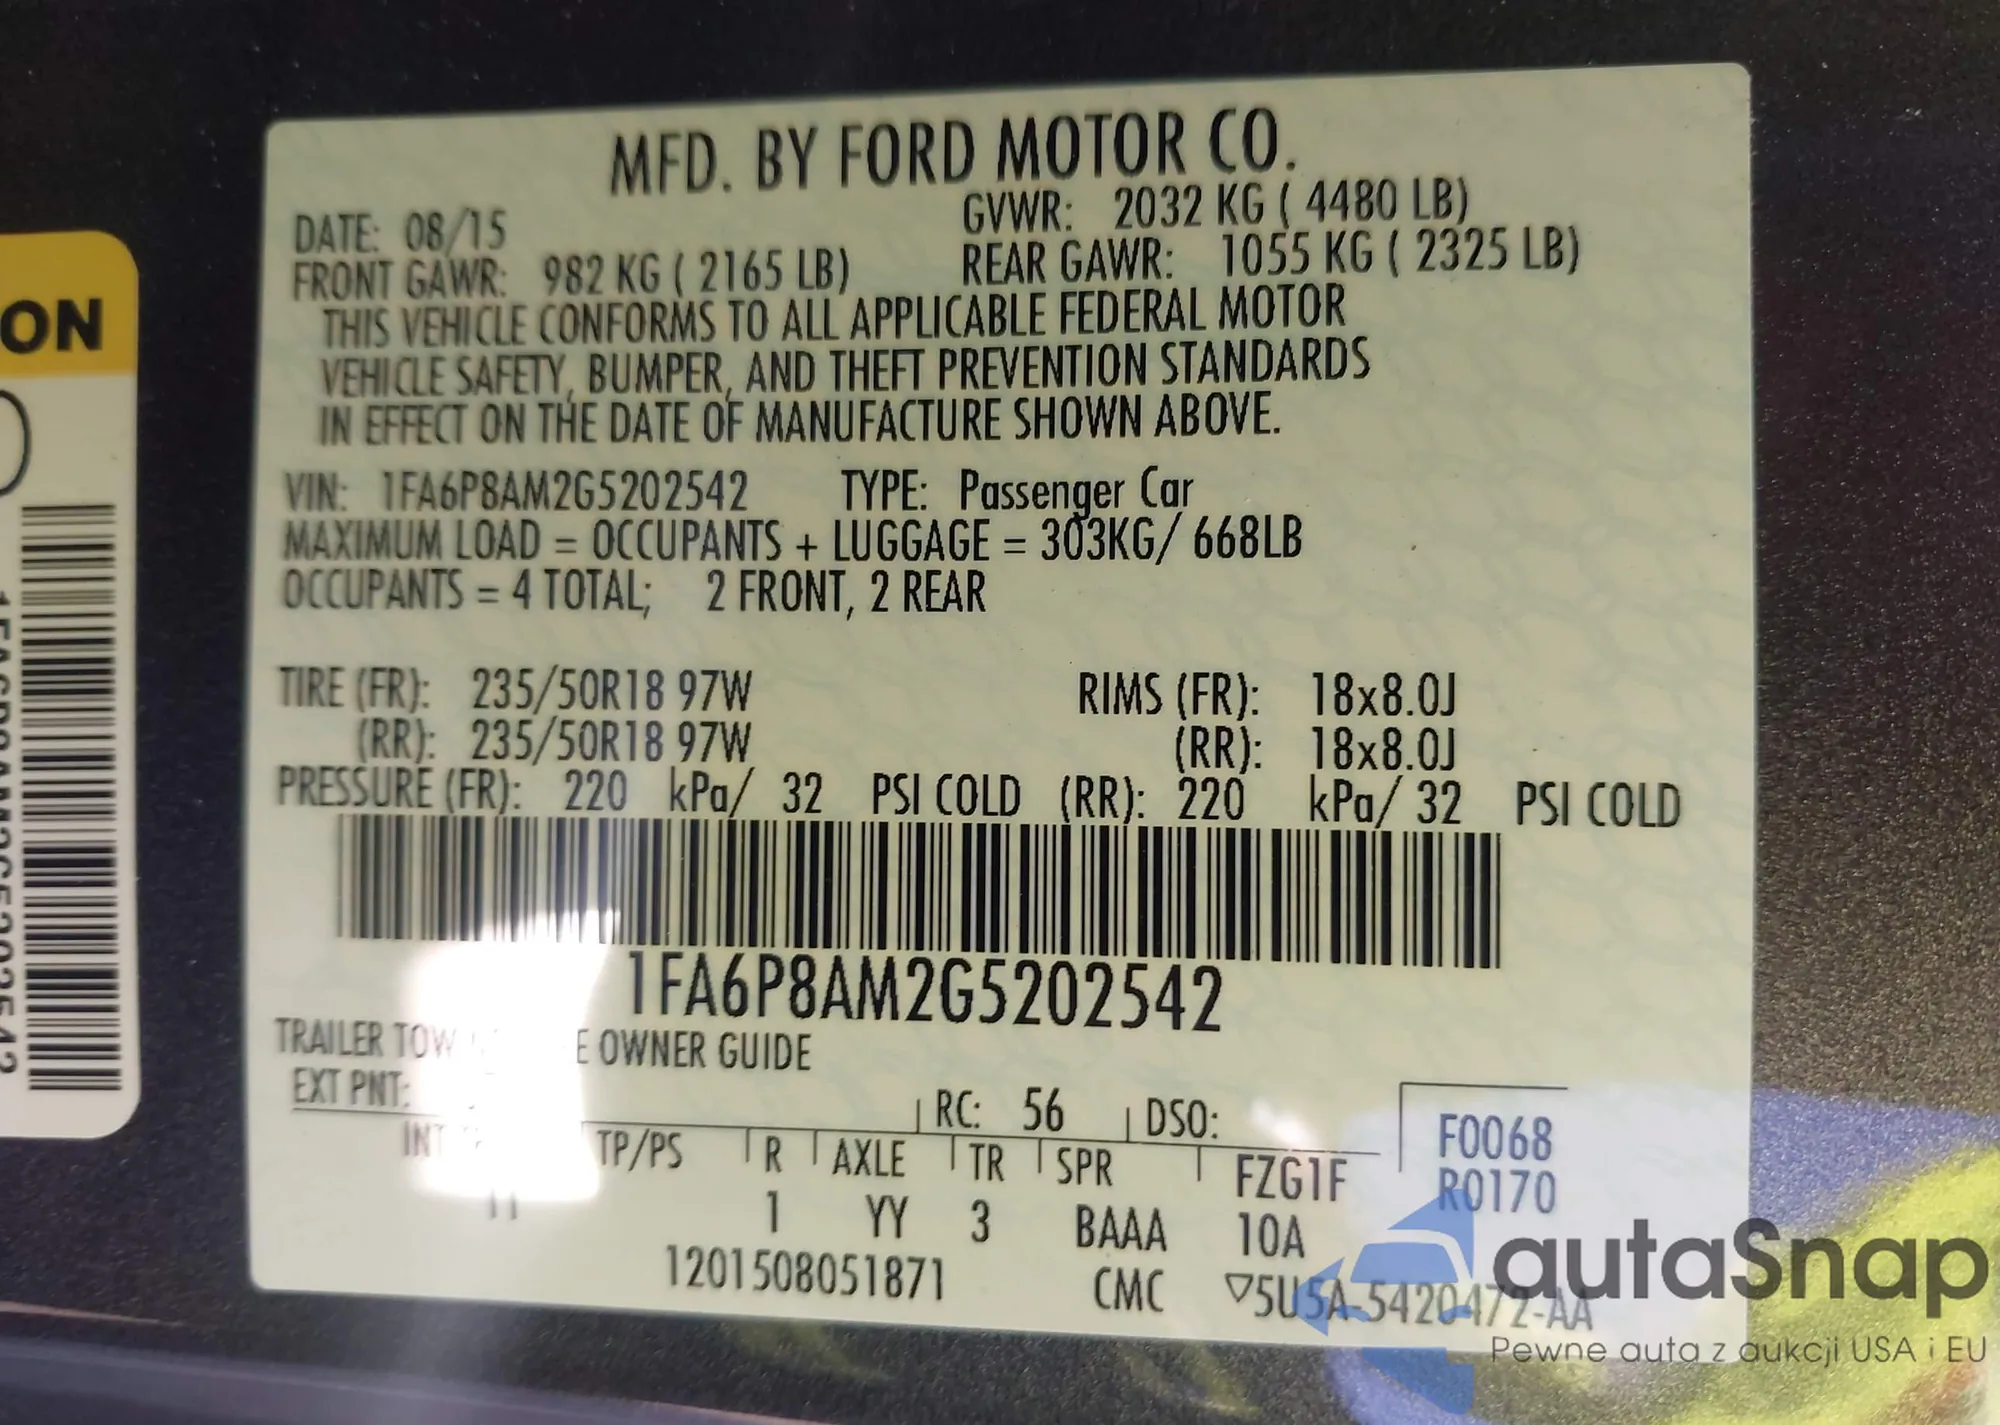 ON
MFD. BY FORD MOTOR CO.
DATE: 08/15 GVWR: 2032 KG ( 4480 LB)
FRONT GAWR: 982 KG ( 2165 LB) REAR GAWR: 1055 KG ( 2325 LB)
THIS VEHICLE CONFORMS TO ALL APPLICABLE FEDERAL MOTOR
VEHICLE SAFETY, BUMPER, AND THEFT PREVENTION STANDARDS
IN EFFECT ON THE DATE OF MANUFACTURE SHOWN ABOVE.
VIN: 1FA6P8AM2G5202542 TYPE: Passenger Car
MAXIMUM LOAD = OCCUPANTS + LUGGAGE = 303KG/ 668LB
OCCUPANTS = 4 TOTAL; 2 FRONT, 2 REAR
TIRE (FR): 235/50R18 97W RIMS (FR): 18x8.0J
(RR): 235/50R18 97W (RR): 18x8.0J
PRESSURE (FR): 220 kPa/ 32 PSI COLD (RR): 220 kPa/ 32 PSI COLD
1FA6P8AM2G5202542
TRAILER TOW E OWNER GUIDE
EXT PNT: RC: 56 DSO: F0068
INT TP/PS R AXLE TR SPR FZG1F R0170
1 YY 3 BAAA 10A
1201508051871 CMC ▽5U5A-5420472-AA
autaSnap
Pewne auta z aukcji USA i EU